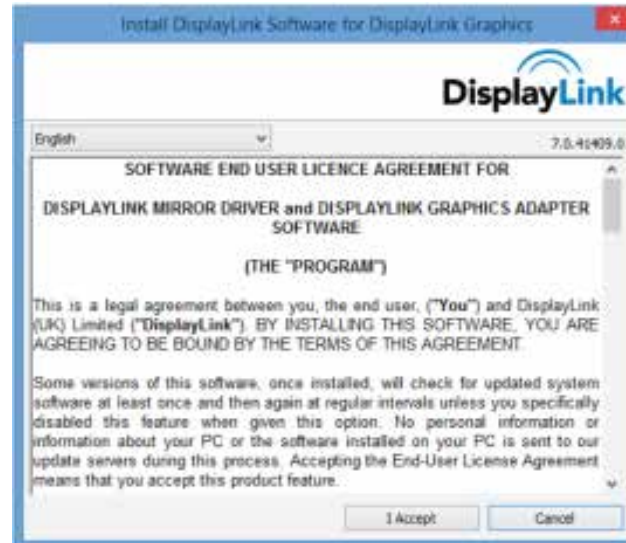 Install DisplayLink Software for DisplayLink Graphics
DisplayLink
English
7.0.41409.0
SOFTWARE END USER LICENCE AGREEMENT FOR
DISPLAYLINK MIRROR DRIVER and DISPLAYLINK GRAPHICS ADAPTER
SOFTWARE
(THE "PROGRAM")
This is a legal agreement between you, the end user, ("You") and DisplayLink
(UK) Limited ("DisplayLink"). BY INSTALLING THIS SOFTWARE, YOU ARE
AGREEING TO BE BOUND BY THE TERMS OF THIS AGREEMENT.
Some versions of this software, once installed, will check for updated system
software at least once and then again at regular intervals unless you specifically
disabled this feature when given this option. No personal information or
information about your PC or the software installed on your PC is sent to our
update servers during this process. Accepting the End-User License Agreement
means that you accept this product feature.
I Accept
Cancel